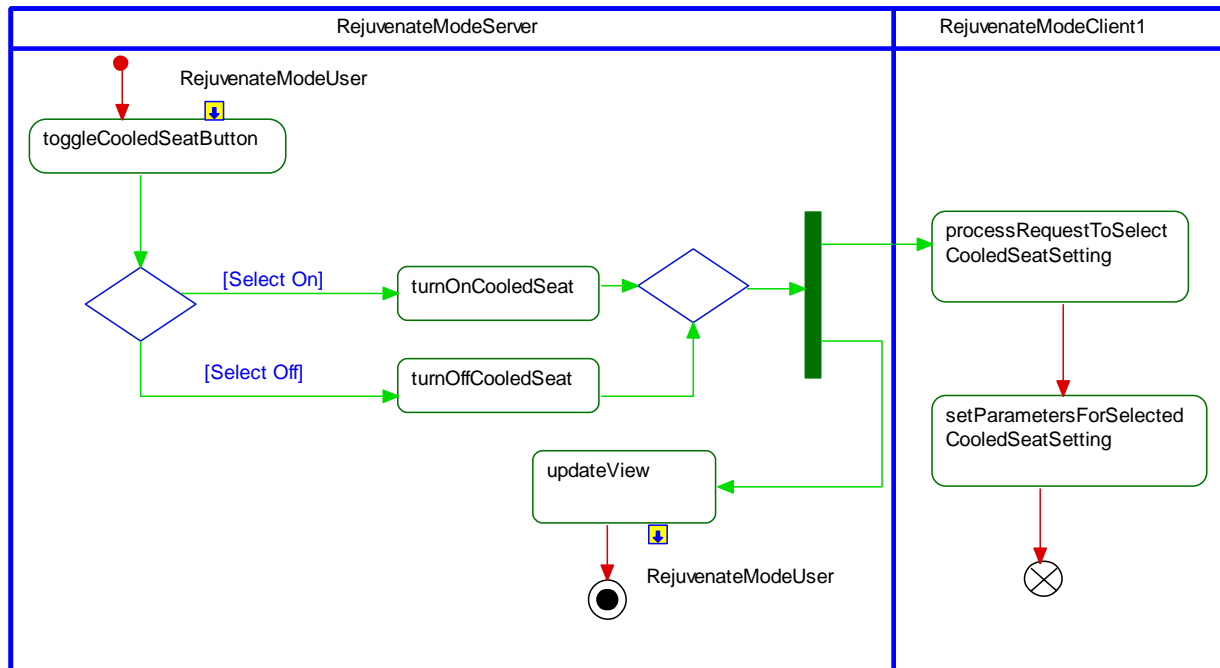 RejuvenateModeServer
RejuvenateModeClient1
RejuvenateModeUser
toggleCooledSeatButton
[Select On]
turnOnCooledSeat
[Select Off]
turnOffCooledSeat
updateView
RejuvenateModeUser
processRequestToSelect
CooledSeatSetting
setParametersForSelected
CooledSeatSetting